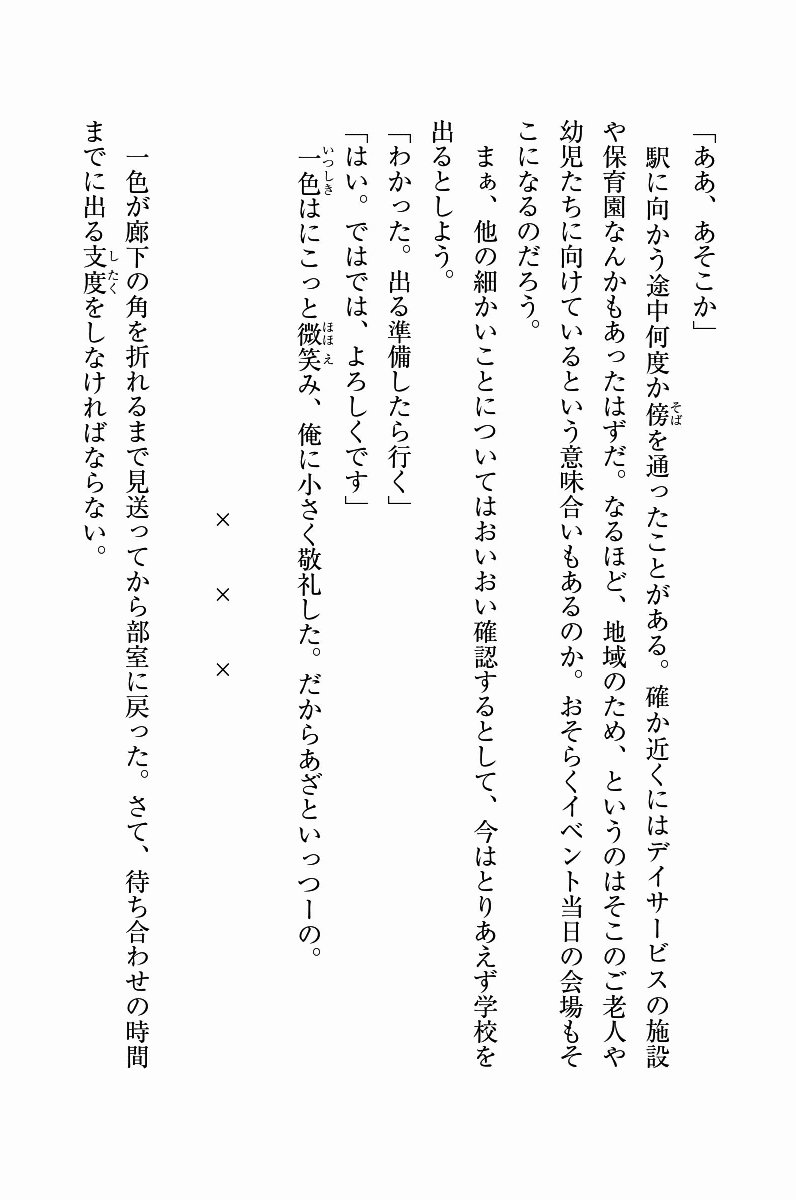 「ああ、あそこか」
　駅に向かう途中何度か傍を通ったことがある。確か近くにはデイサービスの施設
や保育園なんかもあったはずだ。なるほど、地域のため、というのはそこのご老人や
幼児たちに向けているという意味合いもあるのか。おそらくイベント当日の会場もそ
こになるのだろう。
　まぁ、他の細かいことについてはおいおい確認するとして、今はとりあえず学校を
出るとしよう。
「わかった。出る準備したら行く」
「はい。ではでは、よろしくです」
　一色はにこっと微笑み、俺に小さく敬礼した。だからあざといっつーの。
×　×　×
　一色が廊下の角を折れるまで見送ってから部室に戻った。さて、待ち合わせの時間
までに出る支度をしなければならない。